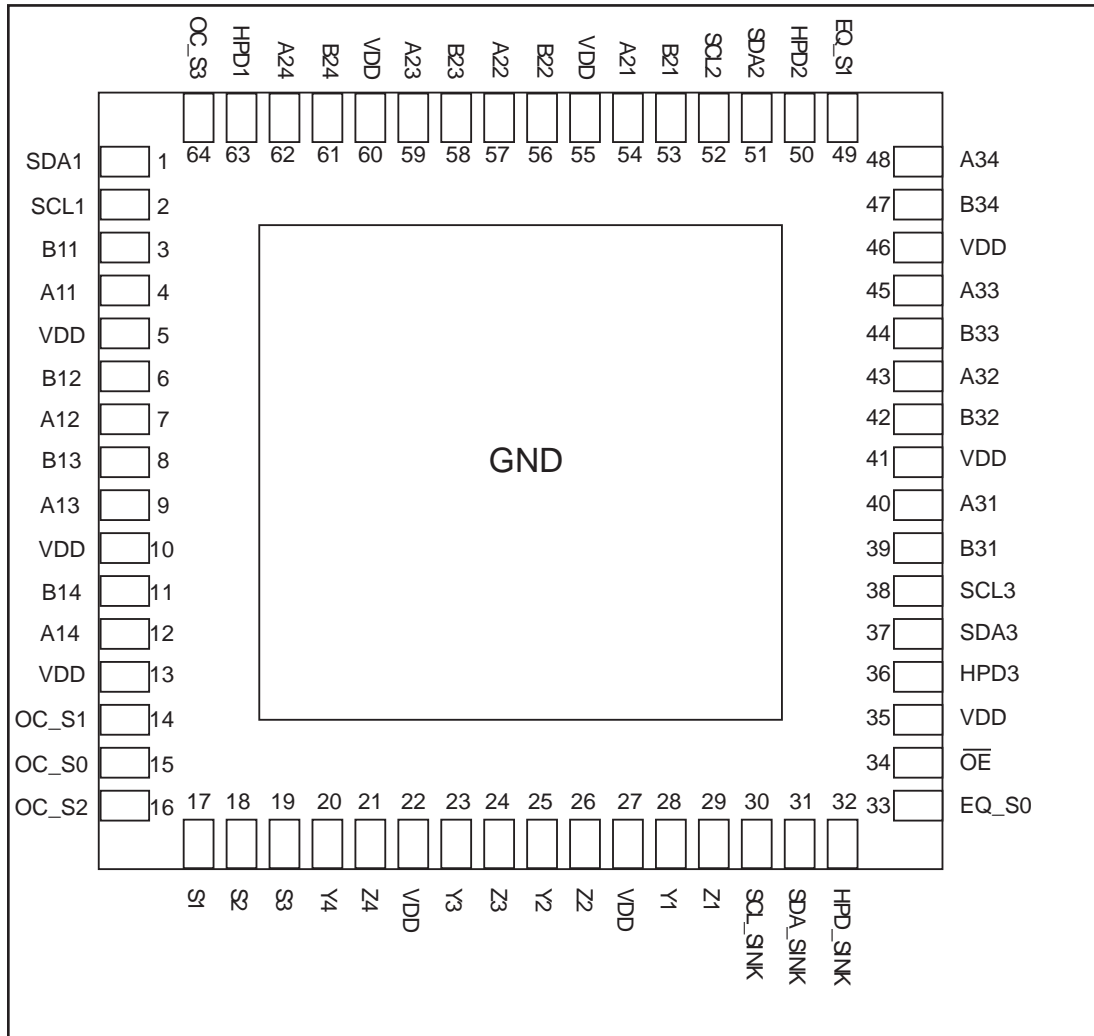 OC_S3 HPD1 A24 B24 VDD A23 B23 A22 B22 VDD A21 B21 SCL2 SDA2 HPD2 EQ_S1
64 63 62 61 60 59 58 57 56 55 54 53 52 51 50 49
SDA1 1 48 A34
SCL1 2 47 B34
B11 3 46 VDD
A11 4 45 A33
VDD 5 44 B33
B12 6 43 A32
A12 7 42 B32
B13 8 GND 41 VDD
A13 9 40 A31
VDD 10 39 B31
B14 11 38 SCL3
A14 12 37 SDA3
VDD 13 36 HPD3
OC_S1 14 35 VDD
OC_S0 15 34 O̅E̅
OC_S2 16 33 EQ_S0
17 18 19 20 21 22 23 24 25 26 27 28 29 30 31 32
S1 S2 S3 Y4 Z4 VDD Y3 Z3 Y2 Z2 VDD Y1 Z1 SCL_SINK SDA_SINK HPD_SINK